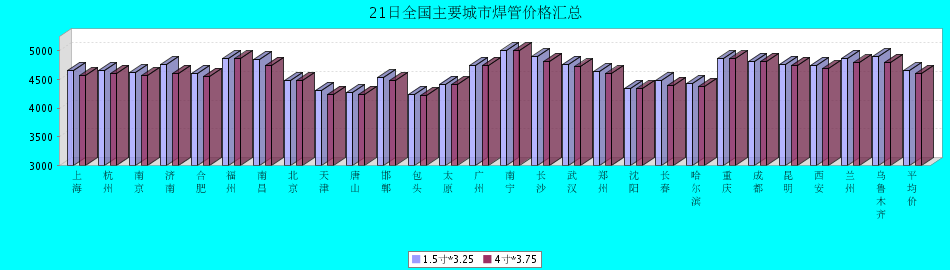 21日全国主要城市焊管价格汇总
5000
4500
4000
3500
3000
上海
杭州
南京
济南
合肥
福州
南昌
北京
天津
唐山
邯郸
包头
太原
广州
南宁
长沙
武汉
郑州
沈阳
长春
哈尔滨
重庆
成都
昆明
西安
兰州
乌鲁木齐
平均价
1.5寸*3.25
4寸*3.75